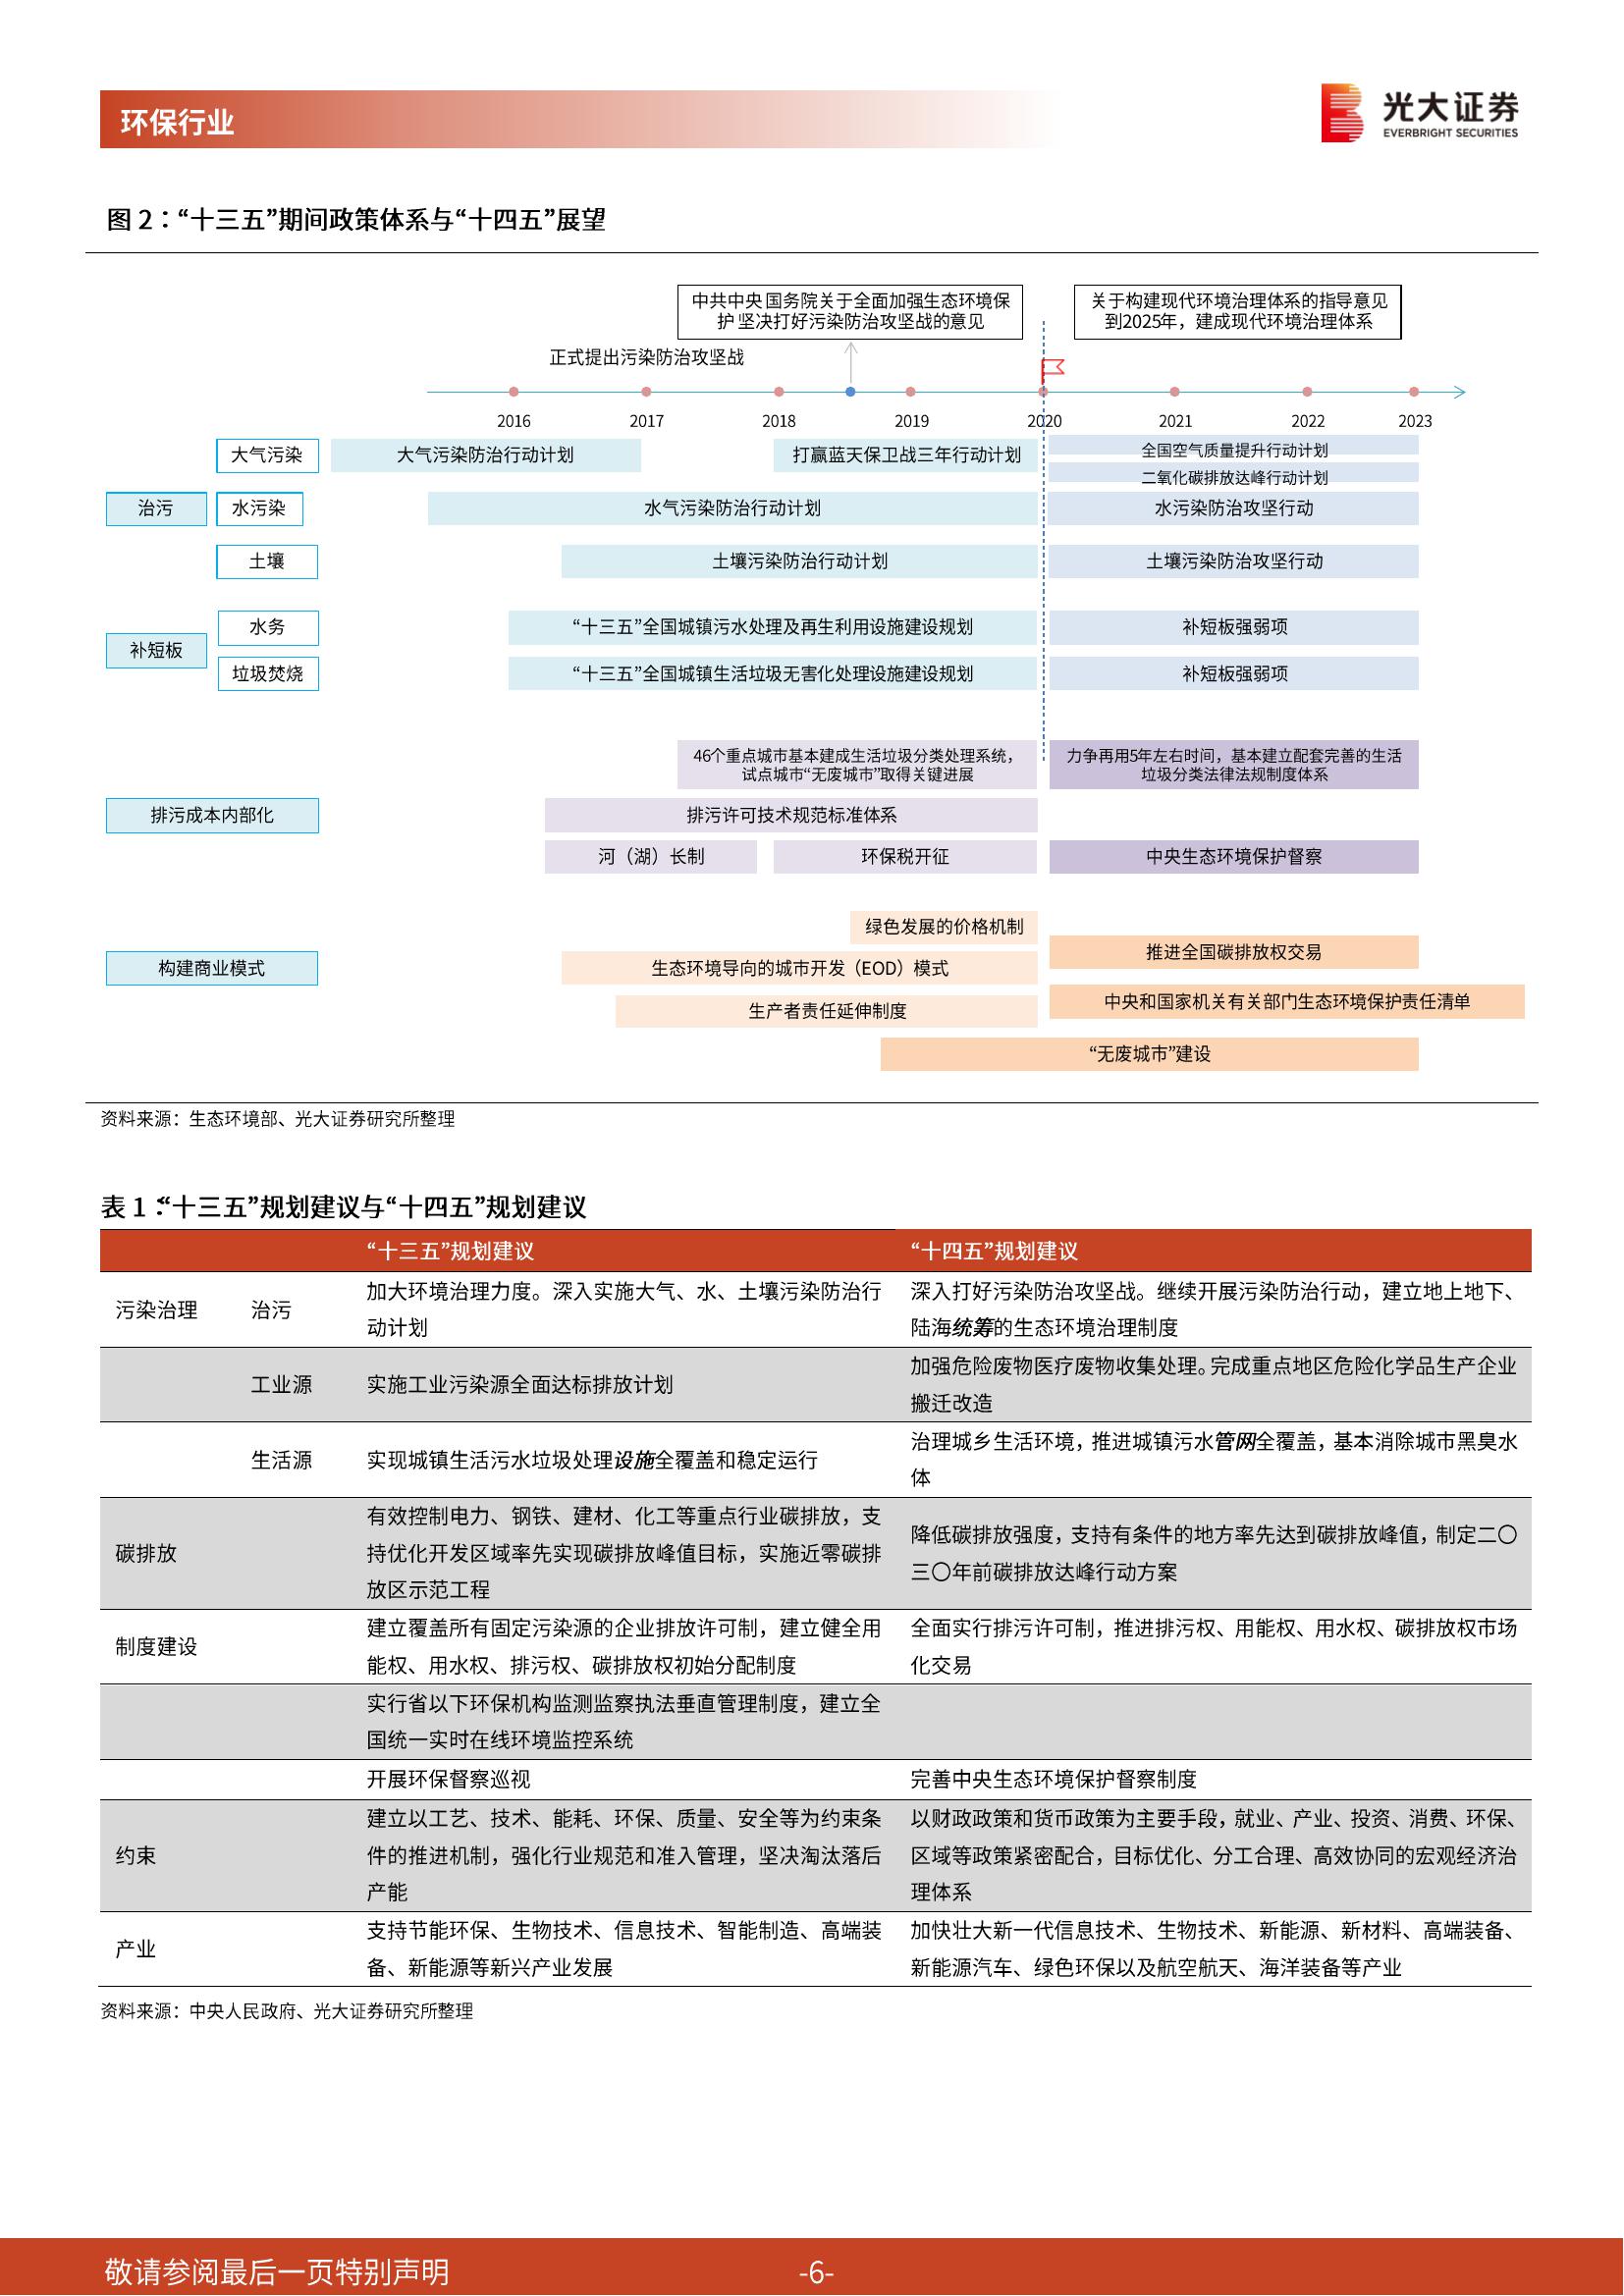 环保行业
光大证券
EVERBRIGHT SECURITIES
图 2：“十三五”期间政策体系与“十四五”展望
中共中央 国务院关于全面加强生态环境保
护 坚决打好污染防治攻坚战的意见
关于构建现代环境治理体系的指导意见
到2025年，建成现代环境治理体系
正式提出污染防治攻坚战
2016 2017 2018 2019 2020 2021 2022 2023
大气污染 大气污染防治行动计划 打赢蓝天保卫战三年行动计划 全国空气质量提升行动计划
二氧化碳排放达峰行动计划
治污 水污染 水气污染防治行动计划 水污染防治攻坚行动
土壤 土壤污染防治行动计划 土壤污染防治攻坚行动
水务 “十三五”全国城镇污水处理及再生利用设施建设规划 补短板强弱项
补短板
垃圾焚烧 “十三五”全国城镇生活垃圾无害化处理设施建设规划 补短板强弱项
46个重点城市基本建成生活垃圾分类处理系统，
试点城市“无废城市”取得关键进展
力争再用5年左右时间，基本建立配套完善的生活
垃圾分类法律法规制度体系
排污成本内部化 排污许可技术规范标准体系
河（湖）长制 环保税开征 中央生态环境保护督察
绿色发展的价格机制
推进全国碳排放权交易
构建商业模式 生态环境导向的城市开发（EOD）模式
中央和国家机关有关部门生态环境保护责任清单
生产者责任延伸制度
“无废城市”建设
资料来源：生态环境部、光大证券研究所整理
表 1：“十三五”规划建议与“十四五”规划建议
“十三五”规划建议 “十四五”规划建议
污染治理 治污
加大环境治理力度。深入实施大气、水、土壤污染防治行
动计划
深入打好污染防治攻坚战。继续开展污染防治行动，建立地上地下、
陆海统筹的生态环境治理制度
工业源 实施工业污染源全面达标排放计划
加强危险废物医疗废物收集处理。完成重点地区危险化学品生产企业
搬迁改造
生活源 实现城镇生活污水垃圾处理设施全覆盖和稳定运行
治理城乡生活环境，推进城镇污水管网全覆盖，基本消除城市黑臭水
体
碳排放
有效控制电力、钢铁、建材、化工等重点行业碳排放，支
持优化开发区域率先实现碳排放峰值目标，实施近零碳排
放区示范工程
降低碳排放强度，支持有条件的地方率先达到碳排放峰值，制定二〇
三〇年前碳排放达峰行动方案
制度建设
建立覆盖所有固定污染源的企业排放许可制，建立健全用
能权、用水权、排污权、碳排放权初始分配制度
全面实行排污许可制，推进排污权、用能权、用水权、碳排放权市场
化交易
实行省以下环保机构监测监察执法垂直管理制度，建立全
国统一实时在线环境监控系统
开展环保督察巡视 完善中央生态环境保护督察制度
约束
建立以工艺、技术、能耗、环保、质量、安全等为约束条
件的推进机制，强化行业规范和准入管理，坚决淘汰落后
产能
以财政政策和货币政策为主要手段，就业、产业、投资、消费、环保、
区域等政策紧密配合，目标优化、分工合理、高效协同的宏观经济治
理体系
产业
支持节能环保、生物技术、信息技术、智能制造、高端装
备、新能源等新兴产业发展
加快壮大新一代信息技术、生物技术、新能源、新材料、高端装备、
新能源汽车、绿色环保以及航空航天、海洋装备等产业
资料来源：中央人民政府、光大证券研究所整理
敬请参阅最后一页特别声明 -6-